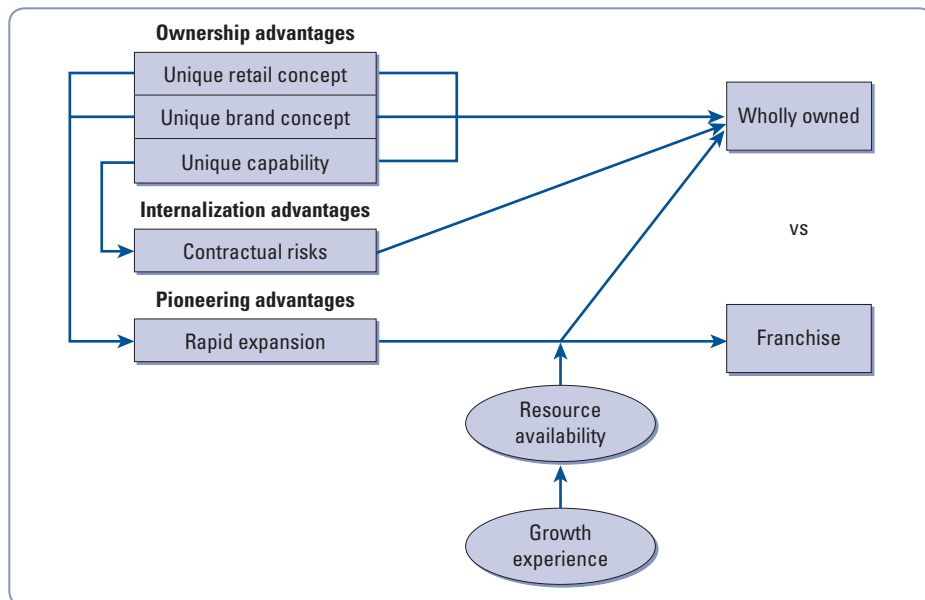 Ownership advantages
Unique retail concept
Unique brand concept
Unique capability
Internalization advantages
Contractual risks
Pioneering advantages
Rapid expansion
Wholly owned
vs
Franchise
Resource
availability
Growth
experience